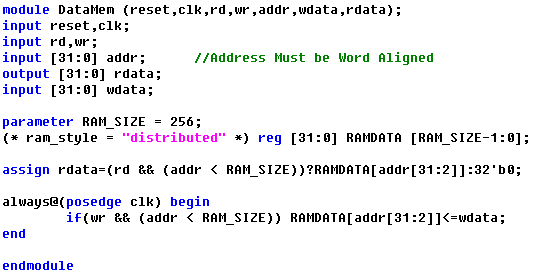 module DataMem (reset,clk,rd,wr,addr,wdata,rdata);
input reset,clk;
input rd,wr;
input [31:0] addr;      //Address Must be Word Aligned
output [31:0] rdata;
input [31:0] wdata;

parameter RAM_SIZE = 256;
(* ram_style = "distributed" *) reg [31:0] RAMDATA [RAM_SIZE-1:0];

assign rdata=(rd && (addr < RAM_SIZE))?RAMDATA[addr[31:2]]:32'b0;

always@(posedge clk) begin
        if(wr && (addr < RAM_SIZE)) RAMDATA[addr[31:2]]<=wdata;
end

endmodule